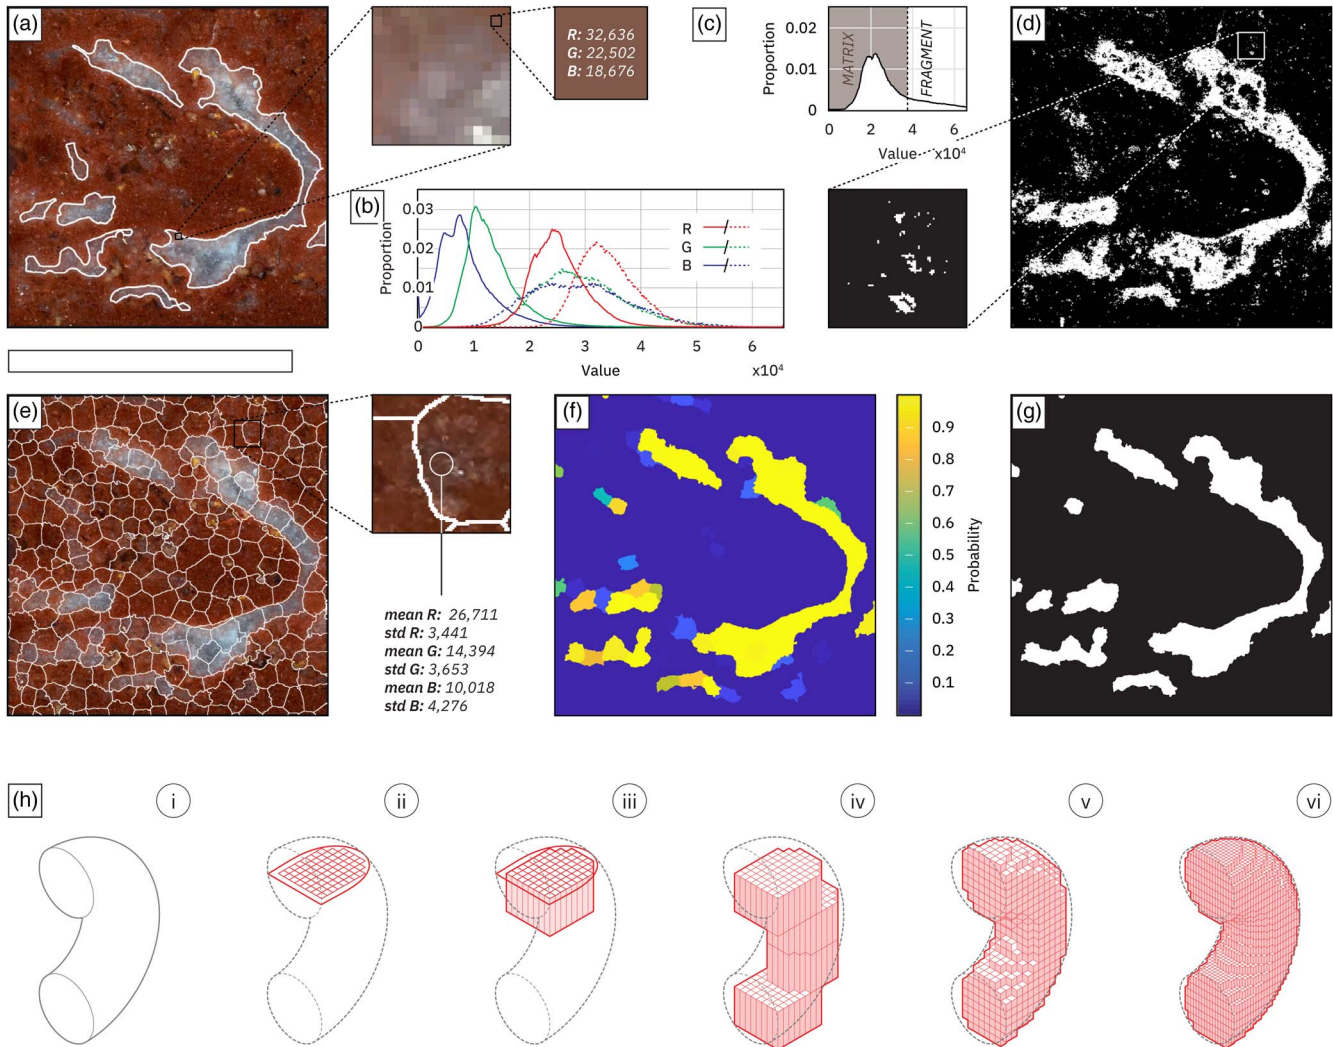 (a)
R: 32,636
G: 22,502
B: 18,676
(b)
Proportion
0.03
0.02
0.01
0
0 1 2 3 4 5 6
Value x10⁴
R /
G /
B /
(c)
Proportion
0.02
0.01
0
MATRIX
FRAGMENT
0 2 4 6
Value x10⁴
(d)
(e)
mean R: 26,711
std R: 3,441
mean G: 14,394
std G: 3,653
mean B: 10,018
std B: 4,276
(f)
0.9
0.8
0.7
0.6
0.5
0.4
0.3
0.2
0.1
Probability
(g)
(h)
i ii iii iv v vi